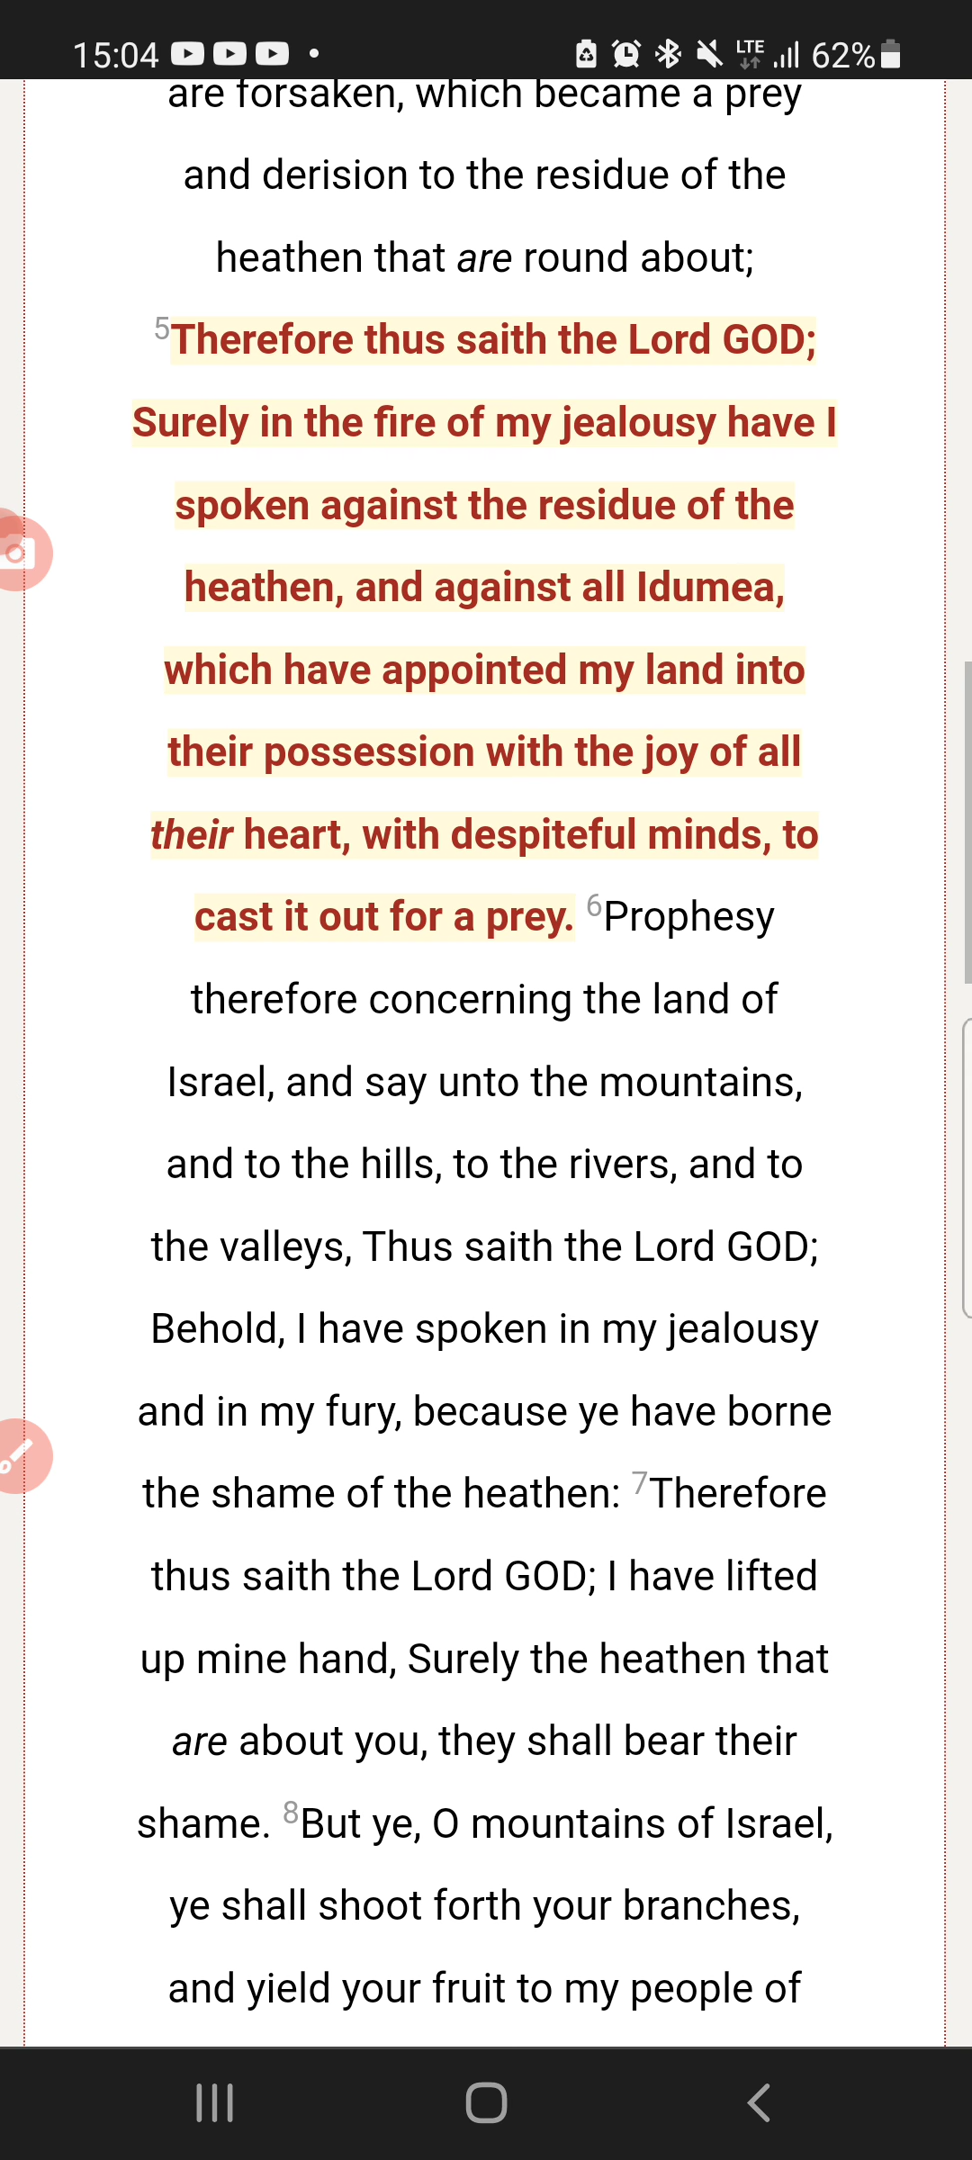 15:04 LTE 62%
are forsaken, which became a prey
and derision to the residue of the
heathen that are round about;
5Therefore thus saith the Lord GOD;
Surely in the fire of my jealousy have I
spoken against the residue of the
heathen, and against all Idumea,
which have appointed my land into
their possession with the joy of all
their heart, with despiteful minds, to
cast it out for a prey. 6Prophesy
therefore concerning the land of
Israel, and say unto the mountains,
and to the hills, to the rivers, and to
the valleys, Thus saith the Lord GOD;
Behold, I have spoken in my jealousy
and in my fury, because ye have borne
the shame of the heathen: 7Therefore
thus saith the Lord GOD; I have lifted
up mine hand, Surely the heathen that
are about you, they shall bear their
shame. 8But ye, O mountains of Israel,
ye shall shoot forth your branches,
and yield your fruit to my people of